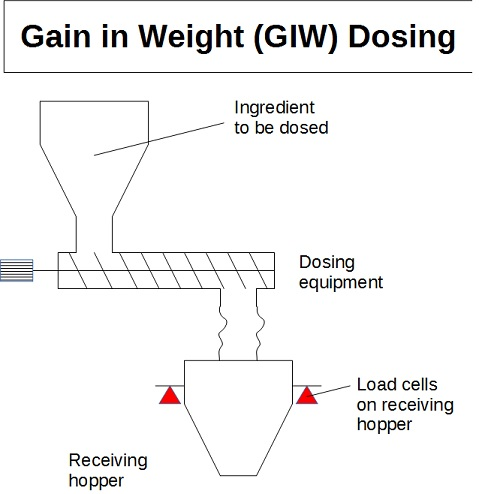 Gain in Weight (GIW) Dosing
Ingredient
to be dosed
Dosing
equipment
Load cells
on receiving
hopper
Receiving
hopper